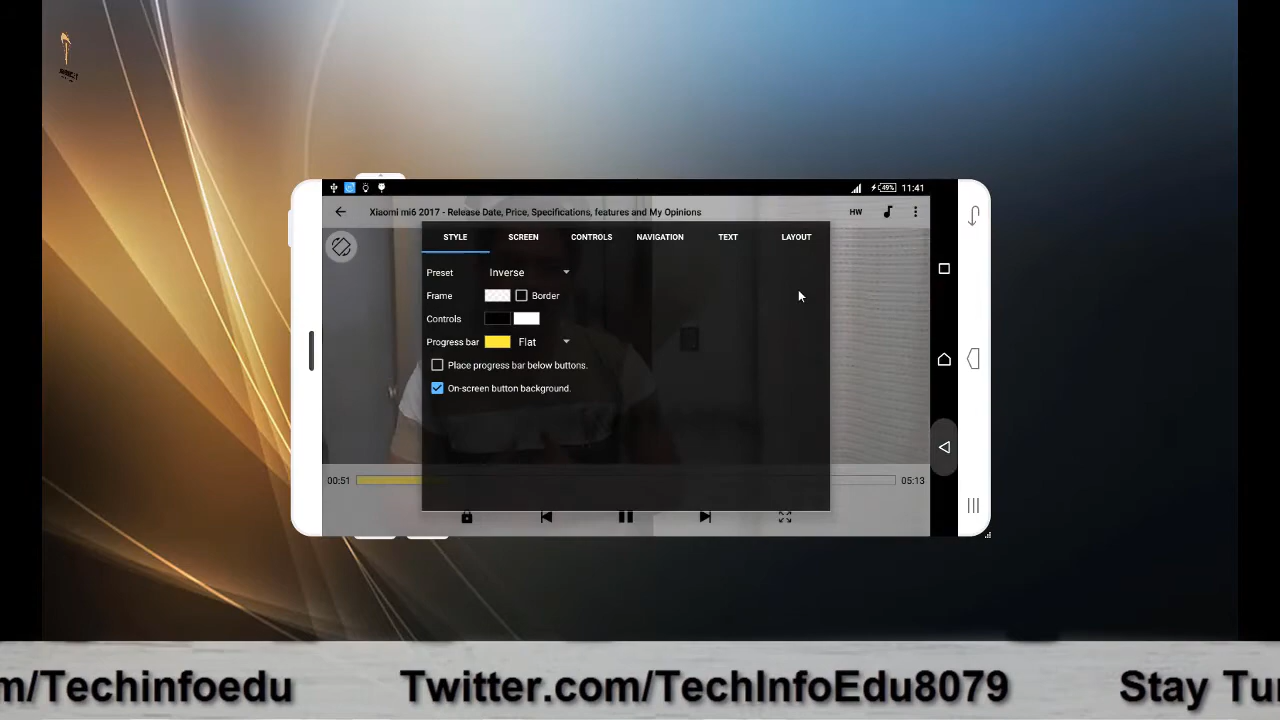 49% 11:41
Xiaomi mi6 2017 - Release Date, Price, Specifications, features and My Opinions HW
STYLE SCREEN CONTROLS NAVIGATION TEXT LAYOUT
Preset Inverse
Frame Border
Controls
Progress bar Flat
Place progress bar below buttons.
On-screen button background.
00:51 05:13
m/Techinfoedu Twitter.com/TechInfoEdu8079 Stay Tu